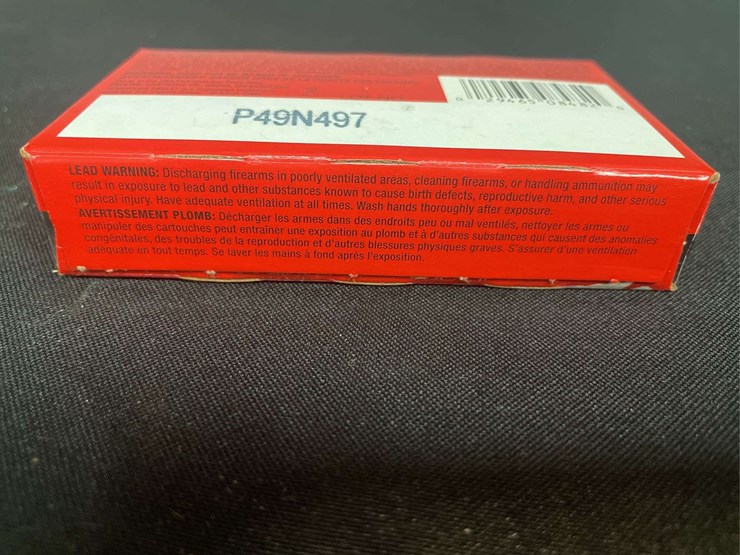 P49N497
LEAD WARNING: Discharging firearms in poorly ventilated areas, cleaning firearms, or handling ammunition may
result in exposure to lead and other substances known to cause birth defects, reproductive harm, and other serious
physical injury. Have adequate ventilation at all times. Wash hands thoroughly after exposure.
AVERTISSEMENT PLOMB: Décharger les armes dans des endroits peu ou mal ventilés, nettoyer les armes ou
manipuler des cartouches peut entraîner une exposition au plomb et à d'autres substances qui causent des anomalies
congénitales, des troubles de la reproduction et d'autres blessures physiques graves. S'assurer d'une ventilation
adéquate en tout temps. Se laver les mains à fond après l'exposition.